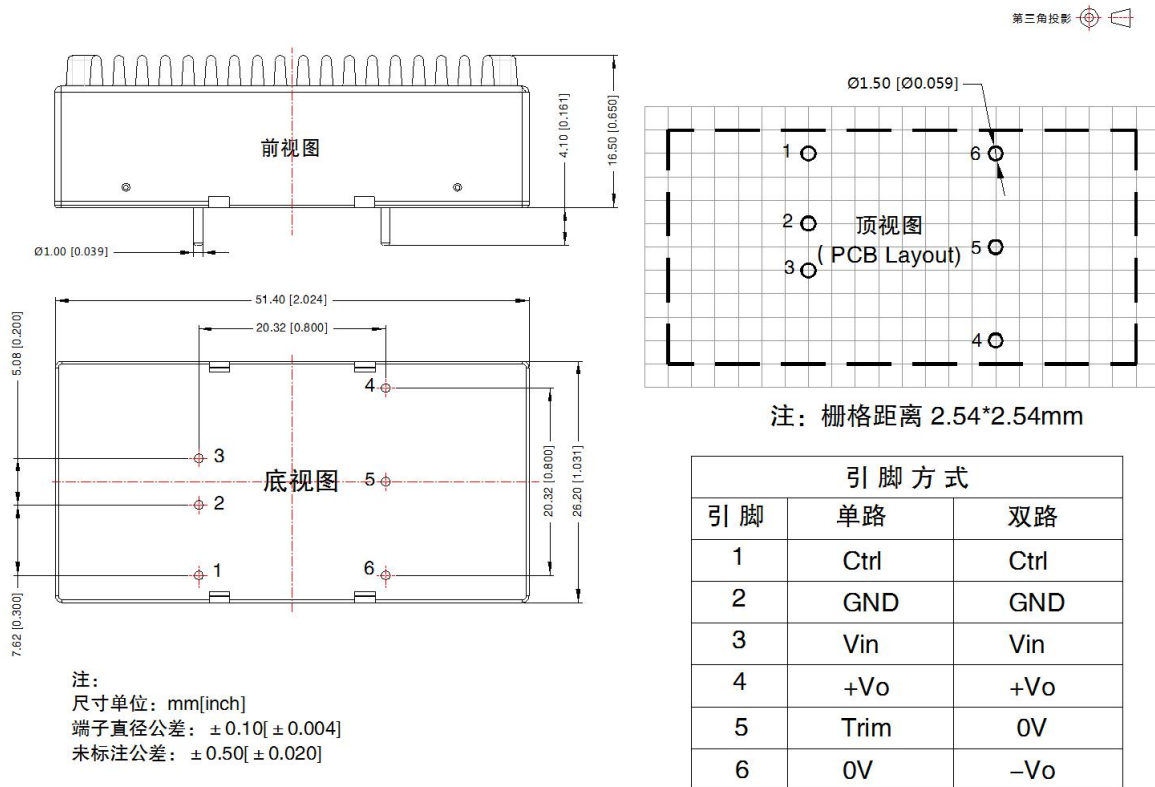 第三角投影
前视图
4.10 [0.161]
16.50 [0.650]
Ø1.00 [0.039]
Ø1.50 [Ø0.059]
1
6
2
顶视图
5
3
( PCB Layout)
4
注：栅格距离 2.54*2.54mm
51.40 [2.024]
20.32 [0.800]
5.08 [0.200]
4
3
底视图
5
2
20.32 [0.800]
26.20 [1.031]
1
6
7.62 [0.300]
注：
尺寸单位：mm[inch]
端子直径公差：±0.10[±0.004]
未标注公差：±0.50[±0.020]
引脚方式
引脚 单路 双路
1 Ctrl Ctrl
2 GND GND
3 Vin Vin
4 +Vo +Vo
5 Trim 0V
6 0V –Vo